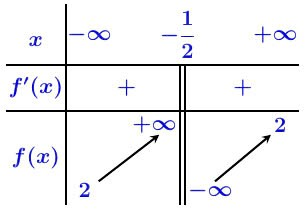 x −∞ −1/2 +∞
f′(x) + +
+∞ 2
f(x)
2 −∞